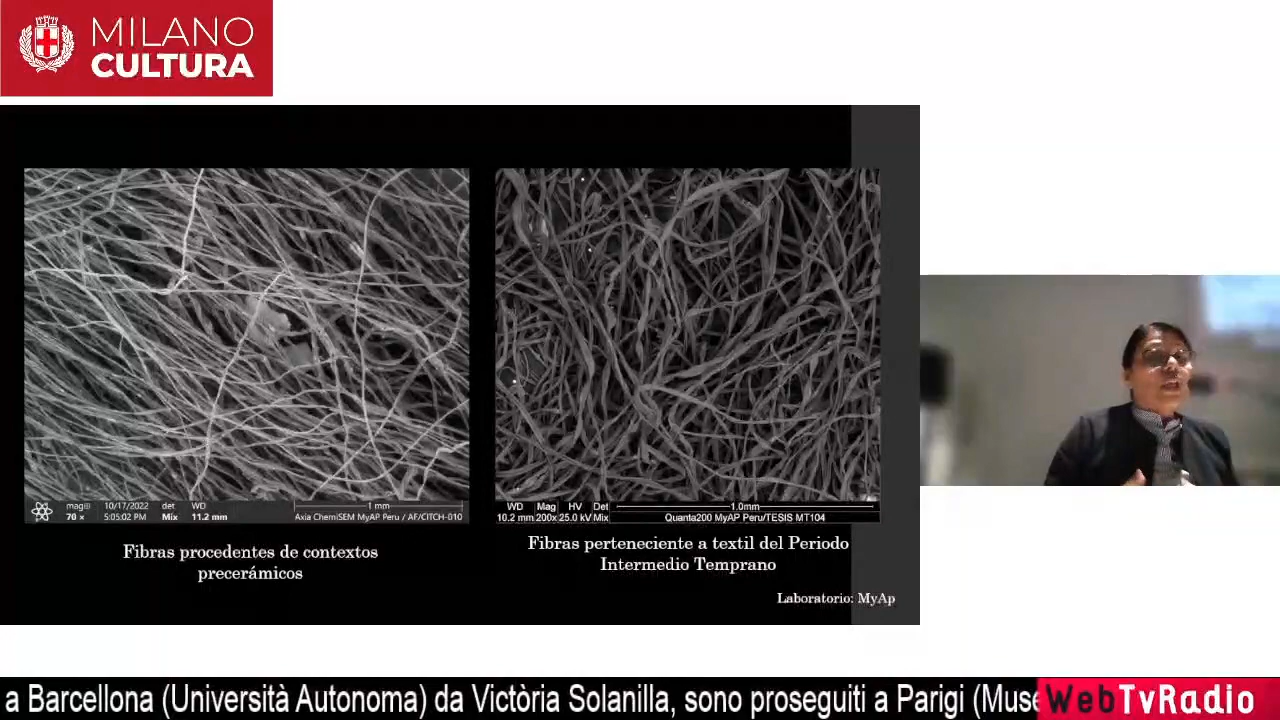 MILANO
CULTURA
mag 10/17/2022 det WD
70 × 5:05:02 PM Mix 11.2 mm
1 mm
Axia ChemiSEM MyAP Peru / AF/CITCH-010
WD Mag HV Det
10.2 mm 200x 25.0 kV Mix
1.0mm
Quanta200 MyAP Peru/TESIS MT104
Fibras procedentes de contextos
precerámicos
Fibras perteneciente a textil del Periodo
Intermedio Temprano
Laboratorio: MyAp
a Barcellona (Università Autonoma) da Victòria Solanilla, sono proseguiti a Parigi (Muse
WebTvRadio